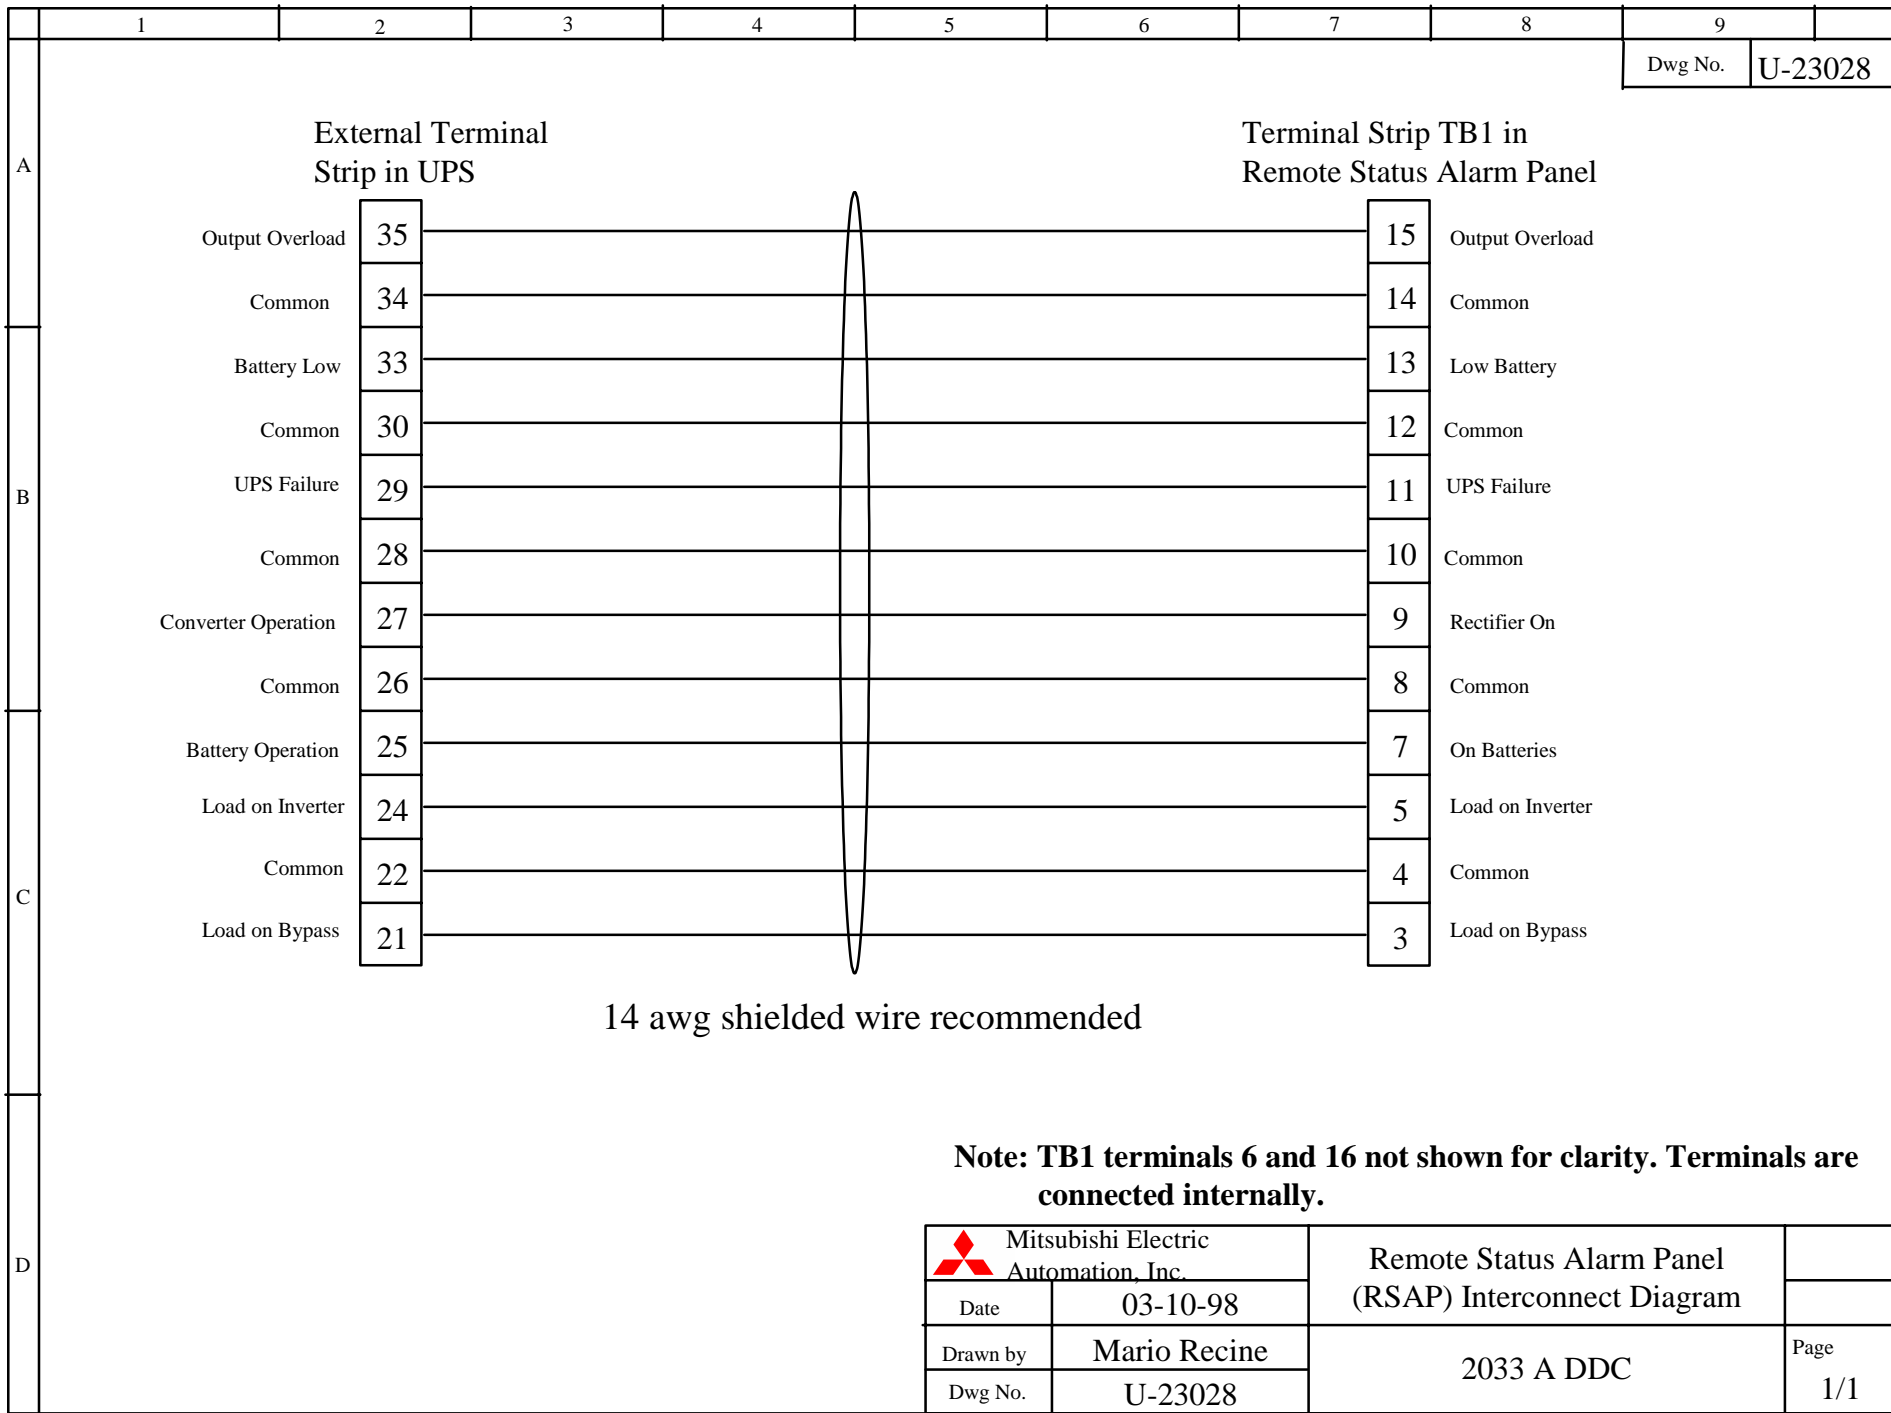 1 2 3 4 5 6 7 8 9
Dwg No. U-23028
A
B
C
D
External Terminal
Strip in UPS
Terminal Strip TB1 in
Remote Status Alarm Panel
Output Overload 35 15 Output Overload
Common 34 14 Common
Battery Low 33 13 Low Battery
Common 30 12 Common
UPS Failure 29 11 UPS Failure
Common 28 10 Common
Converter Operation 27 9 Rectifier On
Common 26 8 Common
Battery Operation 25 7 On Batteries
Load on Inverter 24 5 Load on Inverter
Common 22 4 Common
Load on Bypass 21 3 Load on Bypass
14 awg shielded wire recommended
Note: TB1 terminals 6 and 16 not shown for clarity. Terminals are
connected internally.
Mitsubishi Electric
Automation, Inc.
Date 03-10-98
Drawn by Mario Recine
Dwg No. U-23028
Remote Status Alarm Panel
(RSAP) Interconnect Diagram
2033 A DDC
Page
1/1